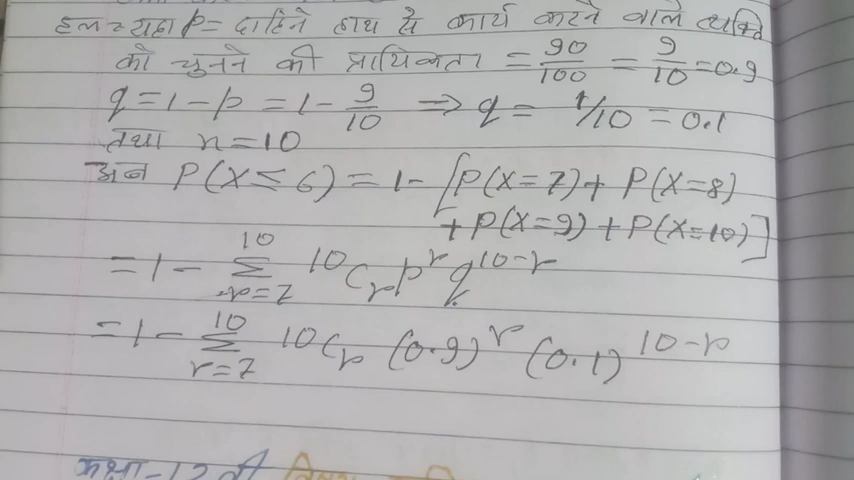 हल - यहा p = दाहिने हाथ से कार्य करने वाले व्यक्ति
को चुनने की प्रायिकता = 90/100 = 9/10 = 0.9
q = 1 - p = 1 - 9/10 ⇒ q = 1/10 = 0.1
तथा n = 10
अब P(X ≤ 6) = 1 - [P(X=7) + P(X=8)
+ P(X=9) + P(X=10)]
= 1 - Σ_{r=7}^{10} 10C_r p^r q^{10-r}
= 1 - Σ_{r=7}^{10} 10C_r (0.9)^r (0.1)^{10-r}
कक्षा-12वी